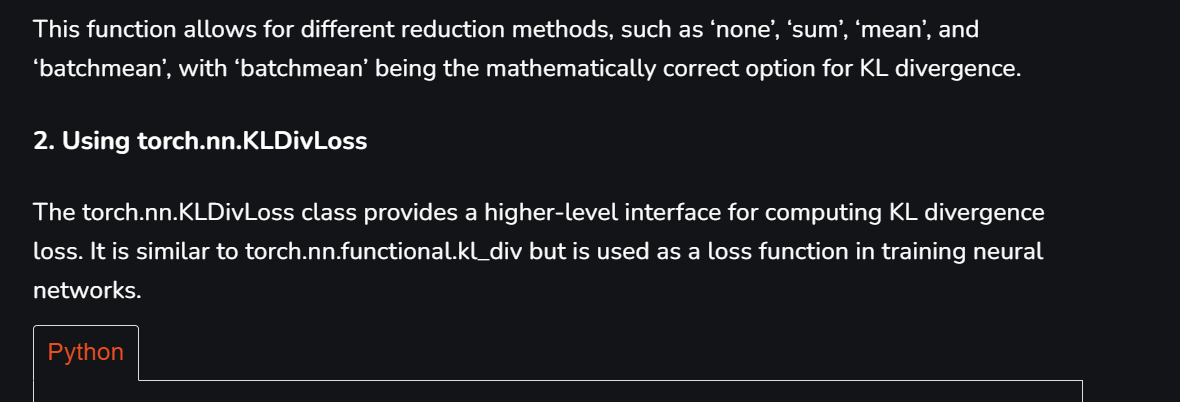 This function allows for different reduction methods, such as ‘none’, ‘sum’, ‘mean’, and
‘batchmean’, with ‘batchmean’ being the mathematically correct option for KL divergence.
2. Using torch.nn.KLDivLoss
The torch.nn.KLDivLoss class provides a higher-level interface for computing KL divergence
loss. It is similar to torch.nn.functional.kl_div but is used as a loss function in training neural
networks.
Python